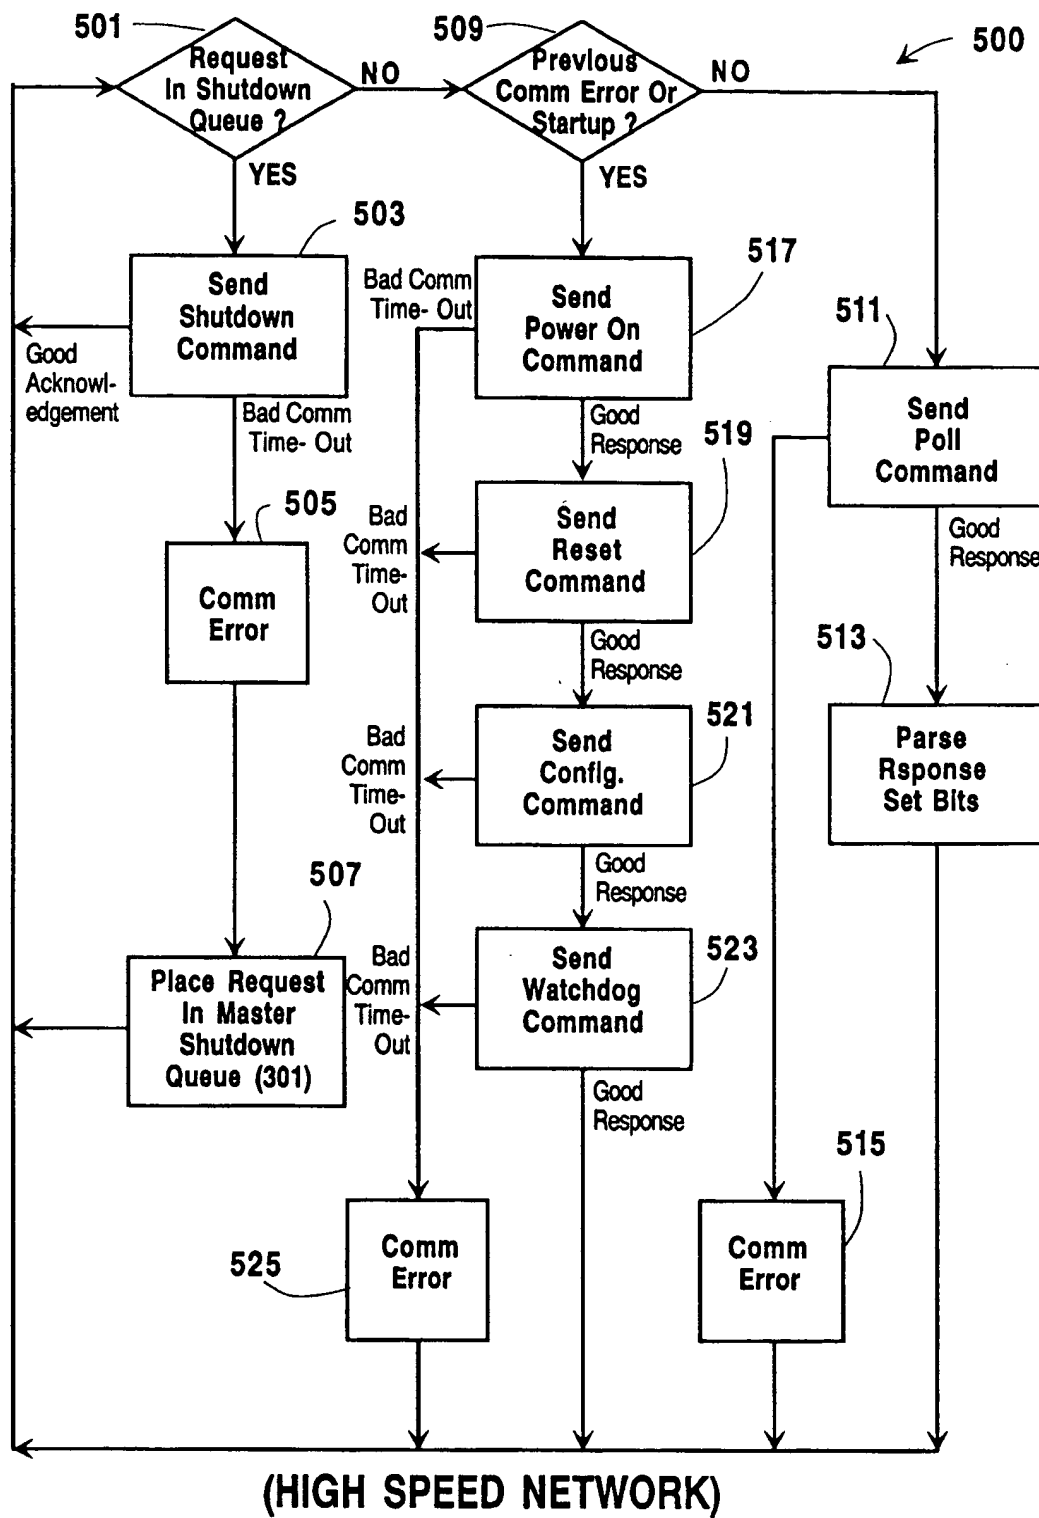 501
509
500
Request
In Shutdown
Queue ?
NO
Previous
Comm Error Or
Startup ?
NO
YES
YES
503
Send
Shutdown
Command
Good
Acknowl-
edgement
Bad Comm
Time- Out
505
Comm
Error
507
Place Request
In Master
Shutdown
Queue (301)
517
Bad Comm
Time- Out
Send
Power On
Command
Good
Response
519
Send
Reset
Command
Bad
Comm
Time-
Out
Good
Response
521
Send
Config.
Command
Bad
Comm
Time-
Out
Good
Response
523
Send
Watchdog
Command
Bad
Comm
Time-
Out
Good
Response
525
Comm
Error
511
Send
Poll
Command
Good
Response
513
Parse
Rsponse
Set Bits
515
Comm
Error
(HIGH SPEED NETWORK)